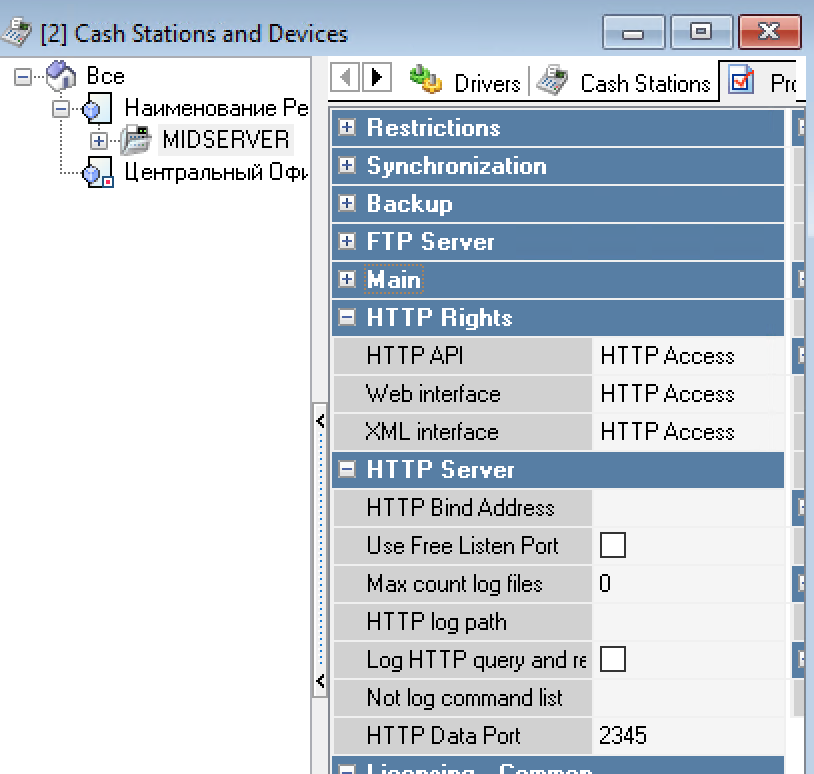 [2] Cash Stations and Devices
Все
Наименование Ре
MIDSERVER
Центральный Офи
Drivers
Cash Stations
Pro
Restrictions
Synchronization
Backup
FTP Server
Main
HTTP Rights
HTTP API HTTP Access
Web interface HTTP Access
XML interface HTTP Access
HTTP Server
HTTP Bind Address
Use Free Listen Port
Max count log files 0
HTTP log path
Log HTTP query and re
Not log command list
HTTP Data Port 2345
Licensing - Common